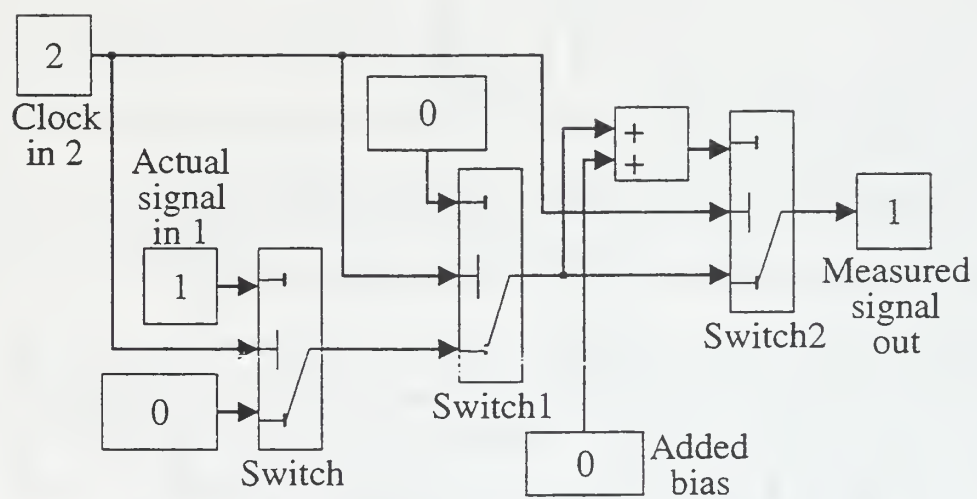 2
Clock
in 2
0
Actual
signal
in 1
1
0
Switch
Switch1
+
+
0
Added
bias
Switch2
1
Measured
signal
out